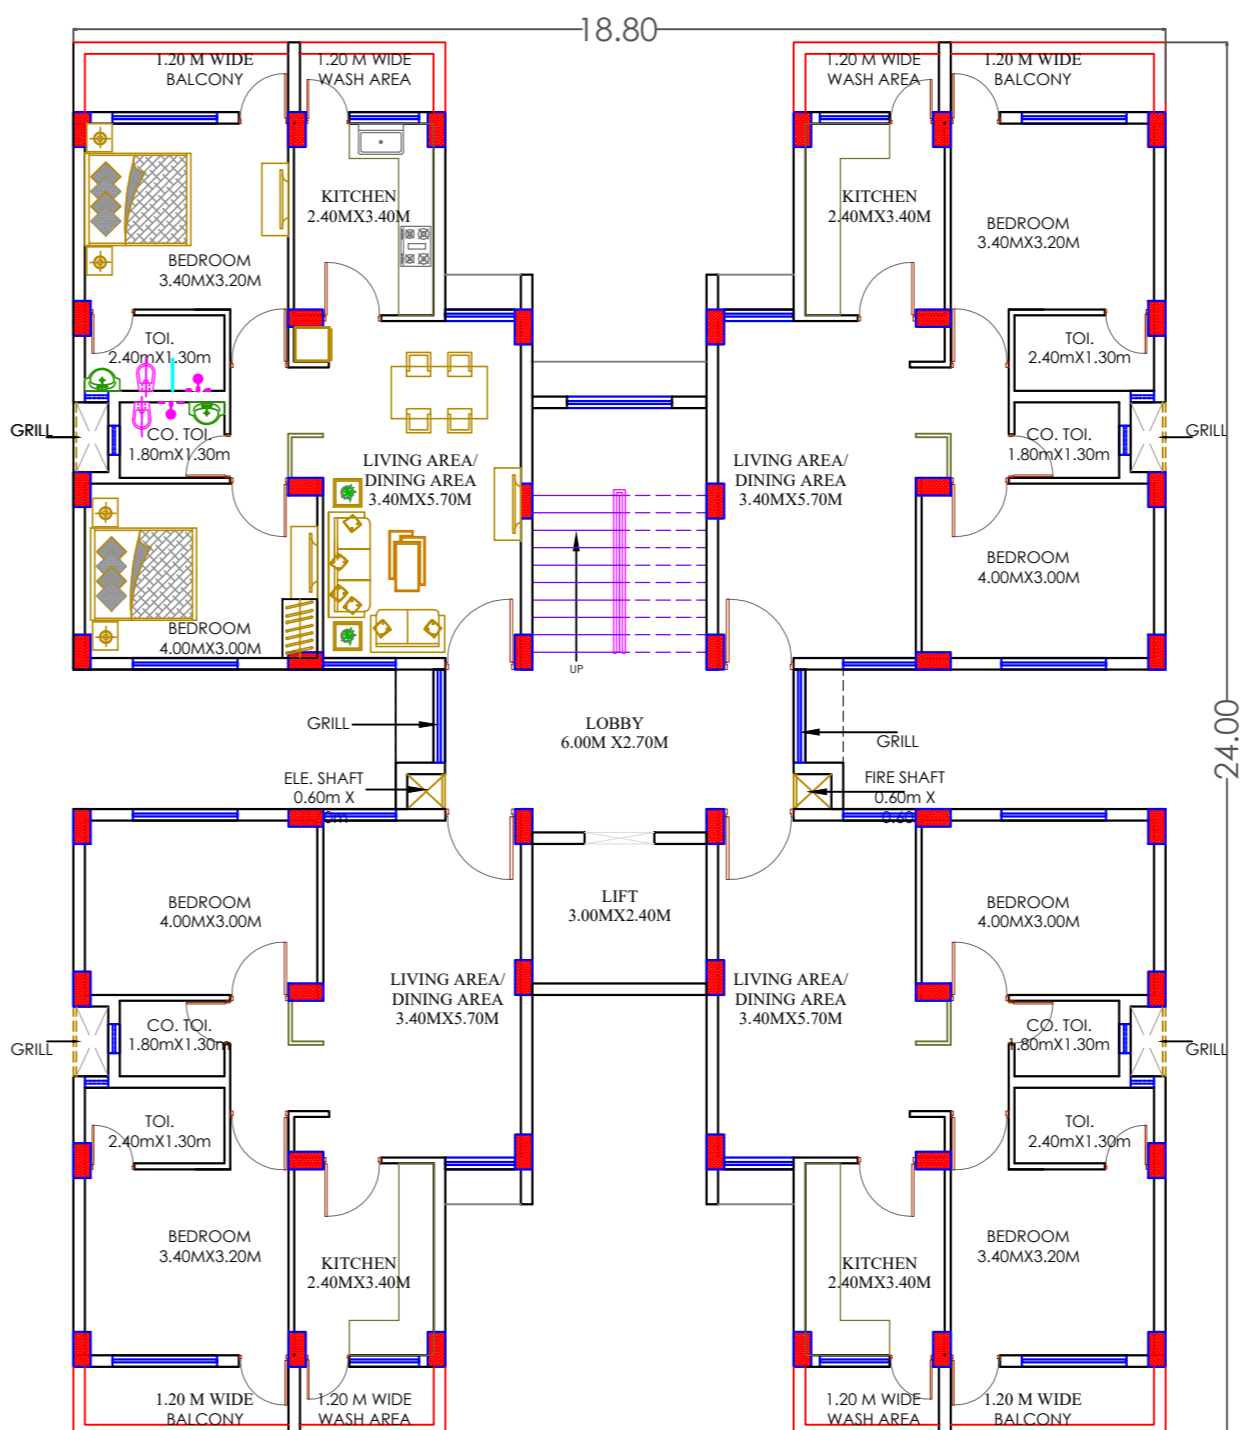 18.80
1.20 M WIDE
BALCONY
1.20 M WIDE
WASH AREA
1.20 M WIDE
WASH AREA
1.20 M WIDE
BALCONY
KITCHEN
2.40MX3.40M
KITCHEN
2.40MX3.40M
BEDROOM
3.40MX3.20M
BEDROOM
3.40MX3.20M
TOI.
2.40mX1.30m
TOI.
2.40mX1.30m
GRILL
CO. TOI.
1.80mX1.30m
LIVING AREA/
DINING AREA
3.40MX5.70M
LIVING AREA/
DINING AREA
3.40MX5.70M
CO. TOI.
1.80mX1.30m
GRILL
BEDROOM
4.00MX3.00M
BEDROOM
4.00MX3.00M
UP
GRILL
LOBBY
6.00M X2.70M
GRILL
24.00
ELE. SHAFT
0.60m X
FIRE SHAFT
0.60m X
0.60
BEDROOM
4.00MX3.00M
LIFT
3.00MX2.40M
BEDROOM
4.00MX3.00M
LIVING AREA/
DINING AREA
3.40MX5.70M
LIVING AREA/
DINING AREA
3.40MX5.70M
GRILL
CO. TOI.
1.80mX1.30m
CO. TOI.
1.80mX1.30m
GRILL
TOI.
2.40mX1.30m
TOI.
2.40mX1.30m
BEDROOM
3.40MX3.20M
KITCHEN
2.40MX3.40M
KITCHEN
2.40MX3.40M
BEDROOM
3.40MX3.20M
1.20 M WIDE
BALCONY
1.20 M WIDE
WASH AREA
1.20 M WIDE
WASH AREA
1.20 M WIDE
BALCONY